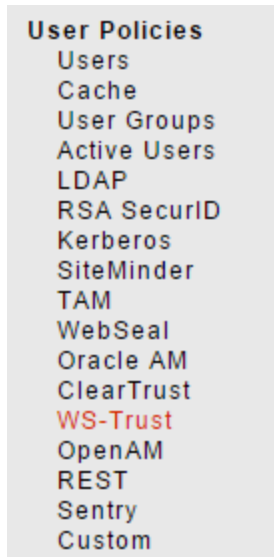 User Policies
Users
Cache
User Groups
Active Users
LDAP
RSA SecurID
Kerberos
SiteMinder
TAM
WebSeal
Oracle AM
ClearTrust
WS-Trust
OpenAM
REST
Sentry
Custom